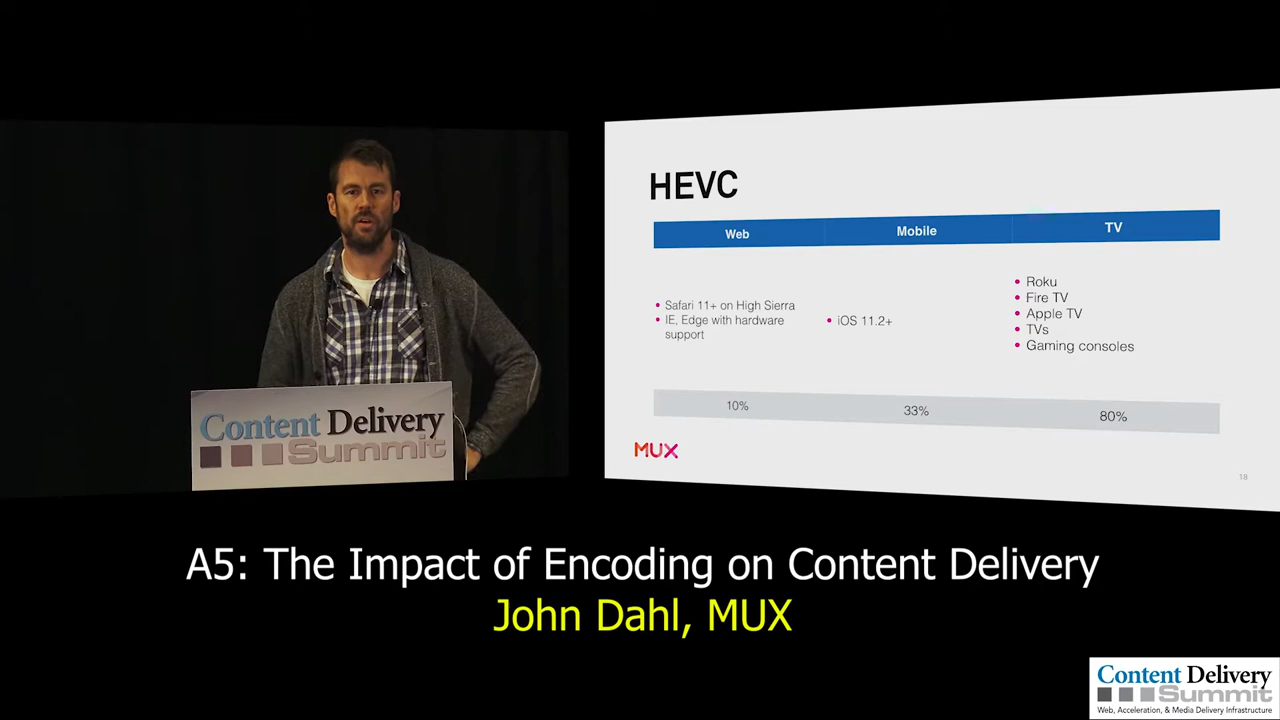 HEVC
Web
Mobile
TV
• Safari 11+ on High Sierra
• IE, Edge with hardware
support
• iOS 11.2+
• Roku
• Fire TV
• Apple TV
• TVs
• Gaming consoles
10%
33%
80%
MUX
18
Content Delivery
Summit
A5: The Impact of Encoding on Content Delivery
John Dahl, MUX
Content Delivery
Summit
Web, Acceleration, & Media Delivery Infrastructure